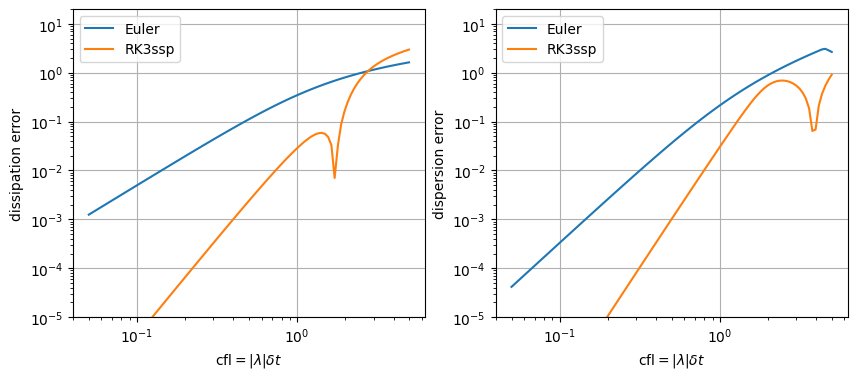 Euler
RK3ssp
dissipation error
10¹
10⁰
10⁻¹
10⁻²
10⁻³
10⁻⁴
10⁻⁵
10⁻¹
10⁰
cfl = |λ|δt
Euler
RK3ssp
dispersion error
10¹
10⁰
10⁻¹
10⁻²
10⁻³
10⁻⁴
10⁻⁵
10⁻¹
10⁰
cfl = |λ|δt